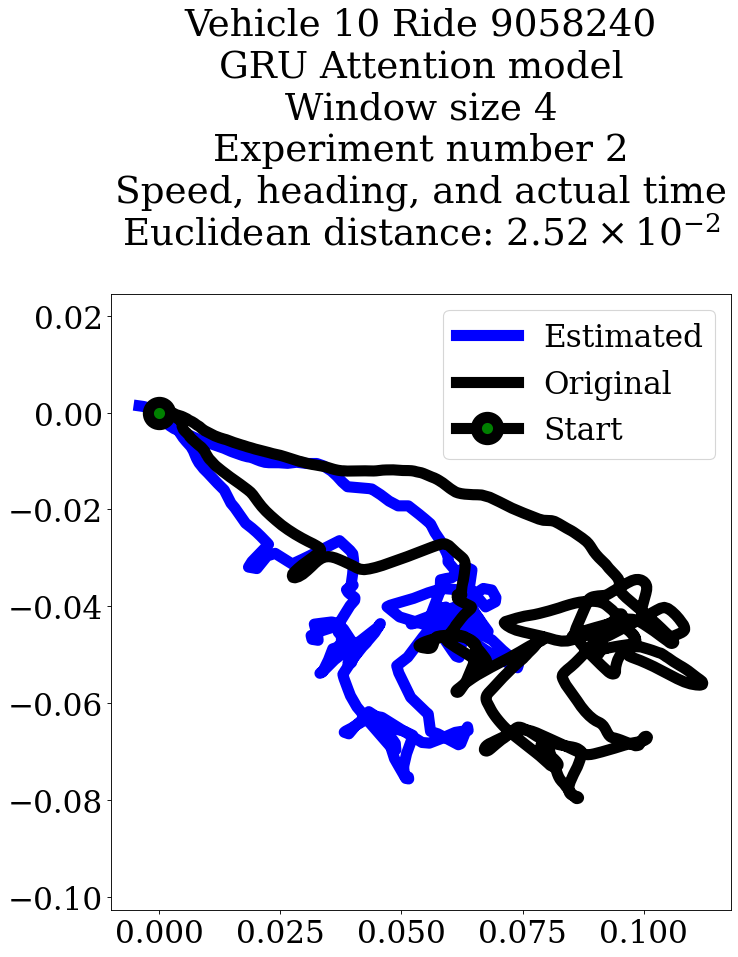 Vehicle 10 Ride 9058240
GRU Attention model
Window size 4
Experiment number 2
Speed, heading, and actual time
Euclidean distance: 2.52 × 10⁻²
Estimated
Original
Start
0.02
0.00
−0.02
−0.04
−0.06
−0.08
−0.10
0.000 0.025 0.050 0.075 0.100